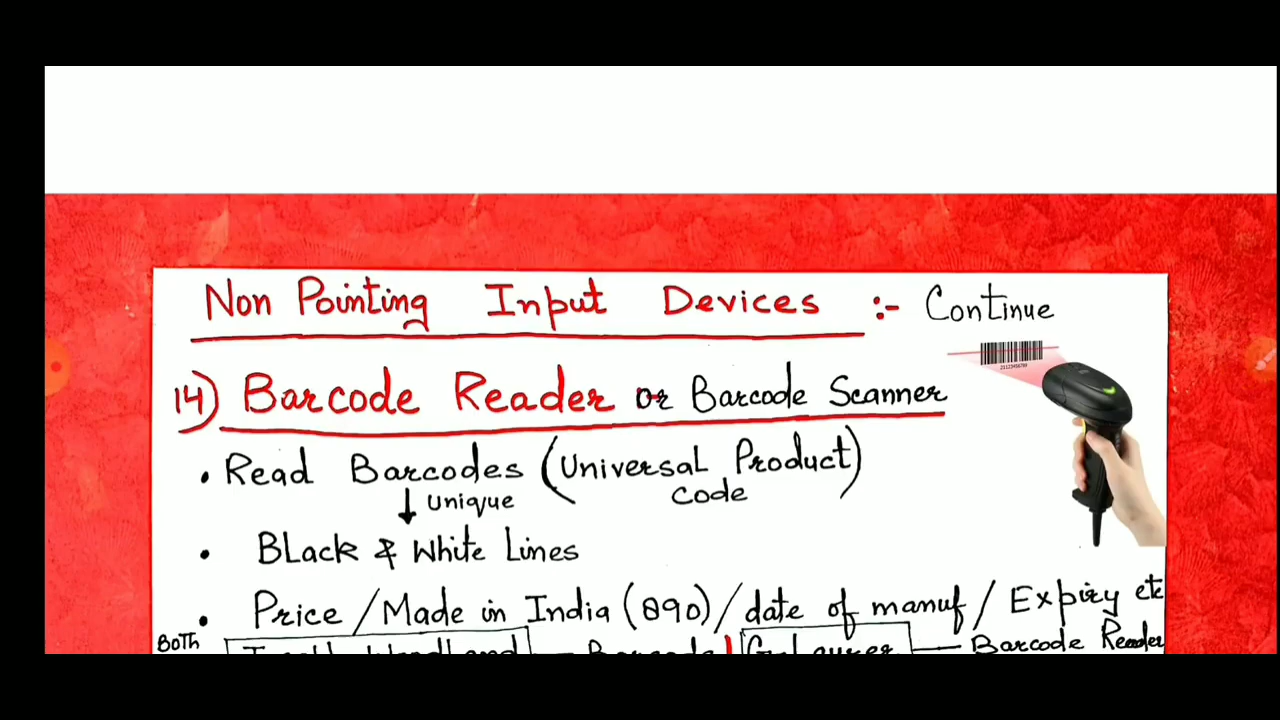 Non Pointing Input Devices :- Continue
14) Barcode Reader or Barcode Scanner
• Read Barcodes (Universal Product Code)
↓ unique
• Black & White Lines
• Price / Made in India (890) / date of manuf / Expiry etc
Both
Barcode Barcode Reader